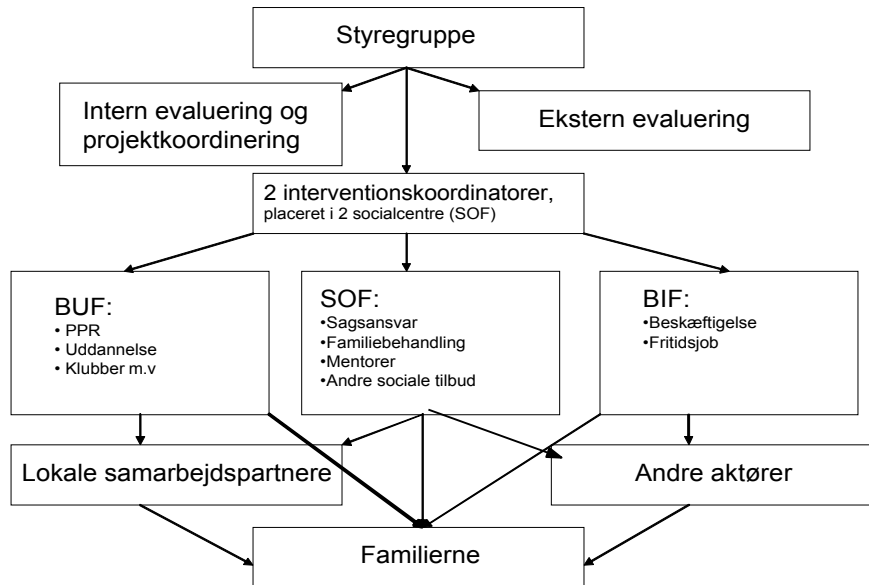 Styregruppe
Intern evaluering og
projektkoordinering
Ekstern evaluering
2 interventionskoordinatorer,
placeret i 2 socialcentre (SOF)
BUF:
• PPR
• Uddannelse
• Klubber m.v
SOF:
•Sagsansvar
•Familiebehandling
•Mentorer
•Andre sociale tilbud
BIF:
•Beskæftigelse
•Fritidsjob
Lokale samarbejdspartnere
Andre aktører
Familierne